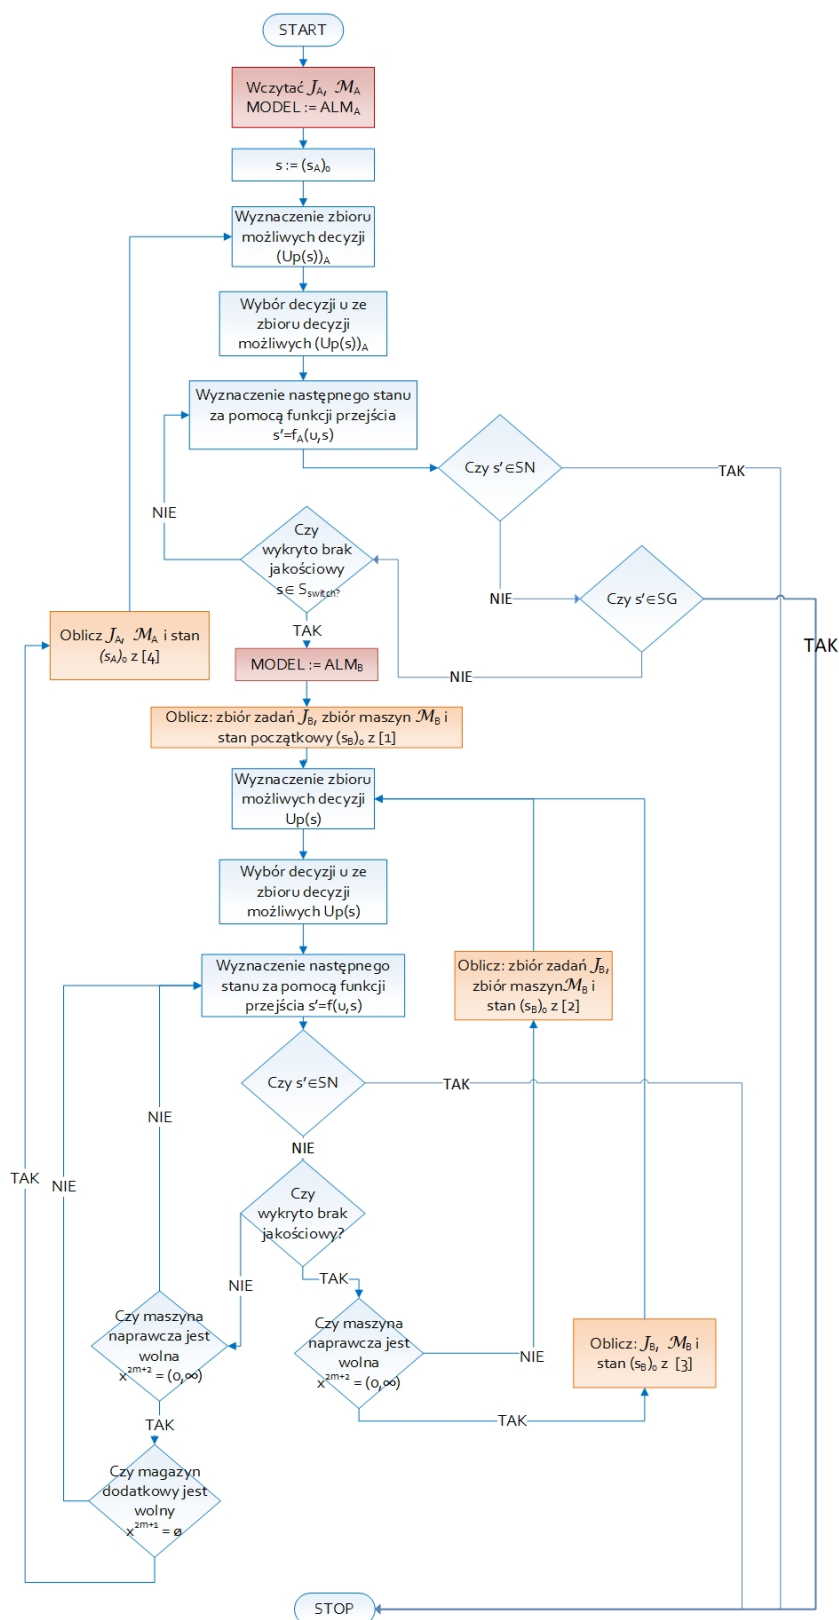 START
Wczytać J_A, M_A
MODEL := ALM_A
s := (s_A)_0
Wyznaczenie zbioru
możliwych decyzji
(Up(s))_A
Wybór decyzji u ze
zbioru decyzji
możliwych (Up(s))_A
Wyznaczenie następnego stanu
za pomocą funkcji przejścia
s'=f_A(u,s)
Czy s'∈SN
TAK
NIE
NIE
Czy
wykryto brak
jakościowy
s∈ S_switch?
Czy s'∈SG
TAK
NIE
TAK
Oblicz J_A, M_A i stan
(s_A)_0 z [4]
MODEL := ALM_B
Oblicz: zbiór zadań J_B, zbiór maszyn M_B i
stan początkowy (s_B)_0 z [1]
Wyznaczenie zbioru
możliwych decyzji
Up(s)
Wybór decyzji u ze
zbioru decyzji
możliwych Up(s)
Wyznaczenie następnego
stanu za pomocą funkcji
przejścia s'=f(u,s)
Oblicz: zbiór zadań J_B,
zbiór maszyn M_B i
stan (s_B)_0 z [2]
Czy s'∈SN
TAK
NIE
NIE
TAK
NIE
Czy
wykryto brak
jakościowy?
NIE
TAK
Czy maszyna
naprawcza jest
wolna
x^2m+2 = (0,∞)
Czy maszyna
naprawcza jest
wolna
x^2m+2 = (0,∞)
NIE
Oblicz: J_B, M_B i
stan (s_B)_0 z [3]
TAK
TAK
Czy magazyn
dodatkowy jest
wolny
x^2m+1 = ø
STOP